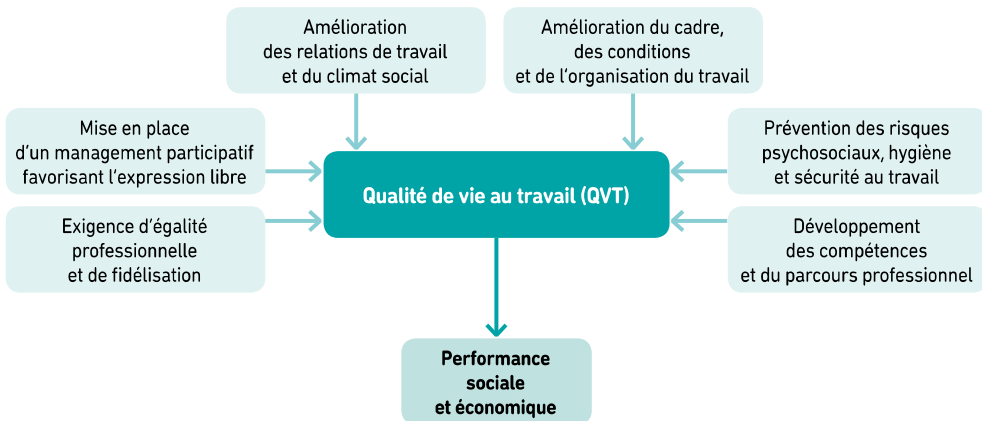 Amélioration
des relations de travail
et du climat social
Amélioration du cadre,
des conditions
et de l'organisation du travail
Mise en place
d'un management participatif
favorisant l'expression libre
Prévention des risques
psychosociaux, hygiène
et sécurité au travail
Qualité de vie au travail (QVT)
Exigence d'égalité
professionnelle
et de fidélisation
Développement
des compétences
et du parcours professionnel
Performance
sociale
et économique